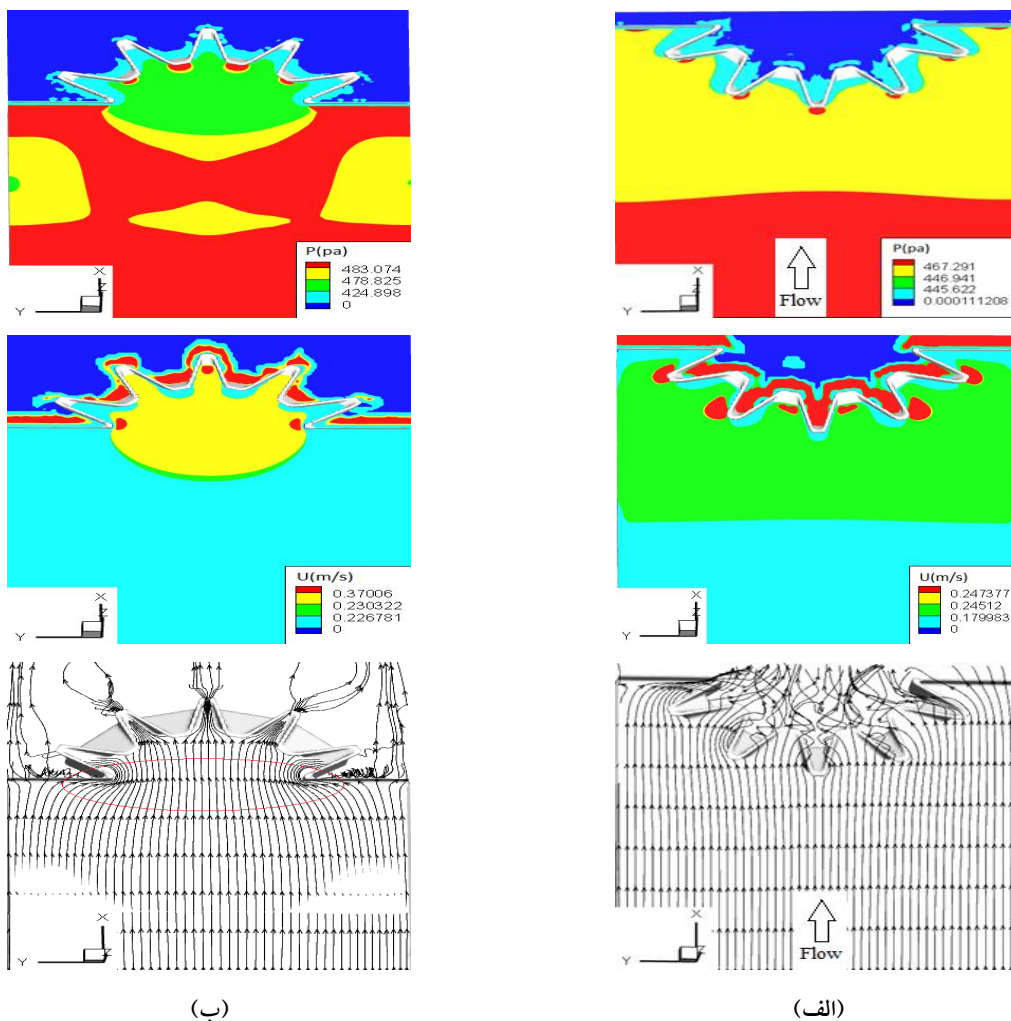 P(pa)
483.074
478.825
424.898
0
X
Z
Y
P(pa)
467.291
446.941
445.622
0.000111208
X
Z
Y
Flow
U(m/s)
0.37006
0.230322
0.226781
0
X
Z
Y
U(m/s)
0.247377
0.24512
0.179983
0
X
Z
Y
X
Z
Y
X
Z
Y
Flow
(الف)
(ب)